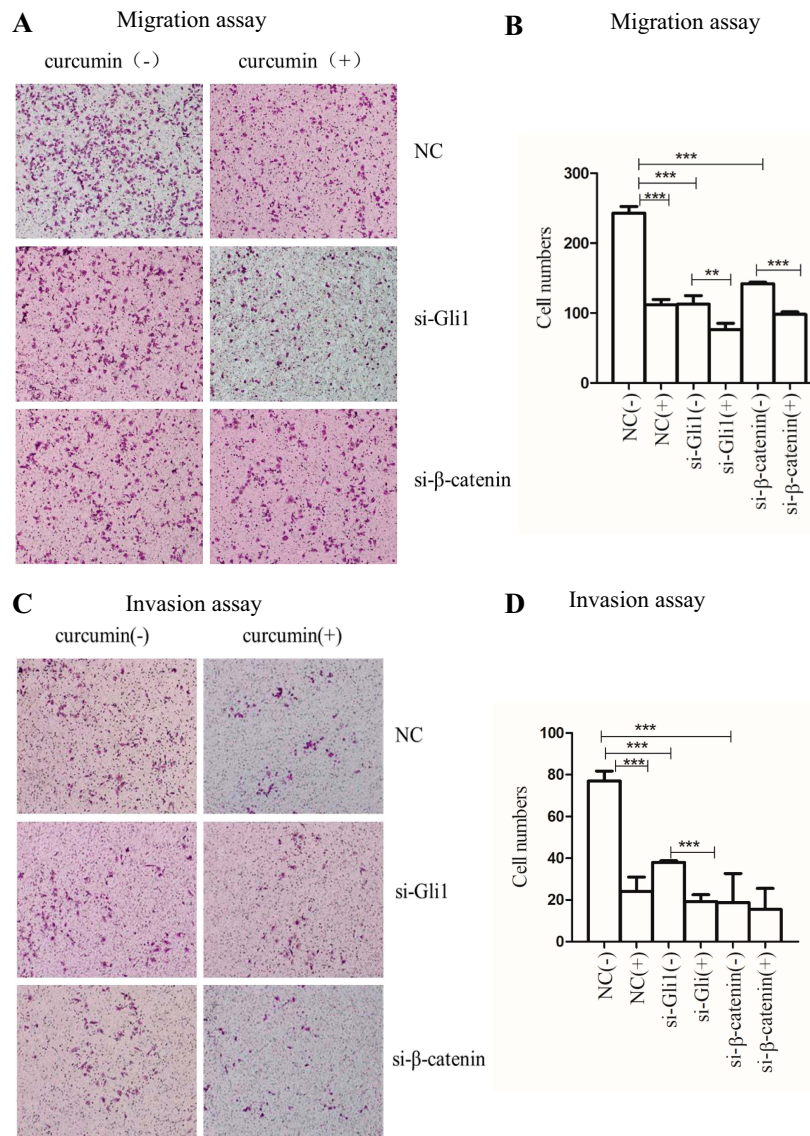 A
Migration assay
curcumin（-）
curcumin（+）
NC
si-Gli1
si-β-catenin
B
Migration assay
Cell numbers
300
200
100
0
***
***
***
**
***
NC(-)
NC(+)
si-Gli1(-)
si-Gli1(+)
si-β-catenin(-)
si-β-catenin(+)
C
Invasion assay
curcumin(-)
curcumin(+)
NC
si-Gli1
si-β-catenin
D
Invasion assay
Cell numbers
100
80
60
40
20
0
***
***
***
***
NC(-)
NC(+)
si-Gli1(-)
si-Gli(+)
si-β-catenin(-)
si-β-catenin(+)